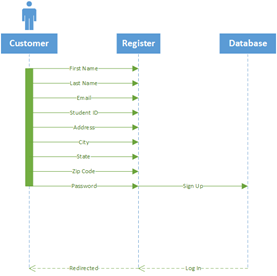 Customer Register Database
First Name
Last Name
Email
Student ID
Address
City
State
Zip Code
Password Sign Up
Redirected Log In